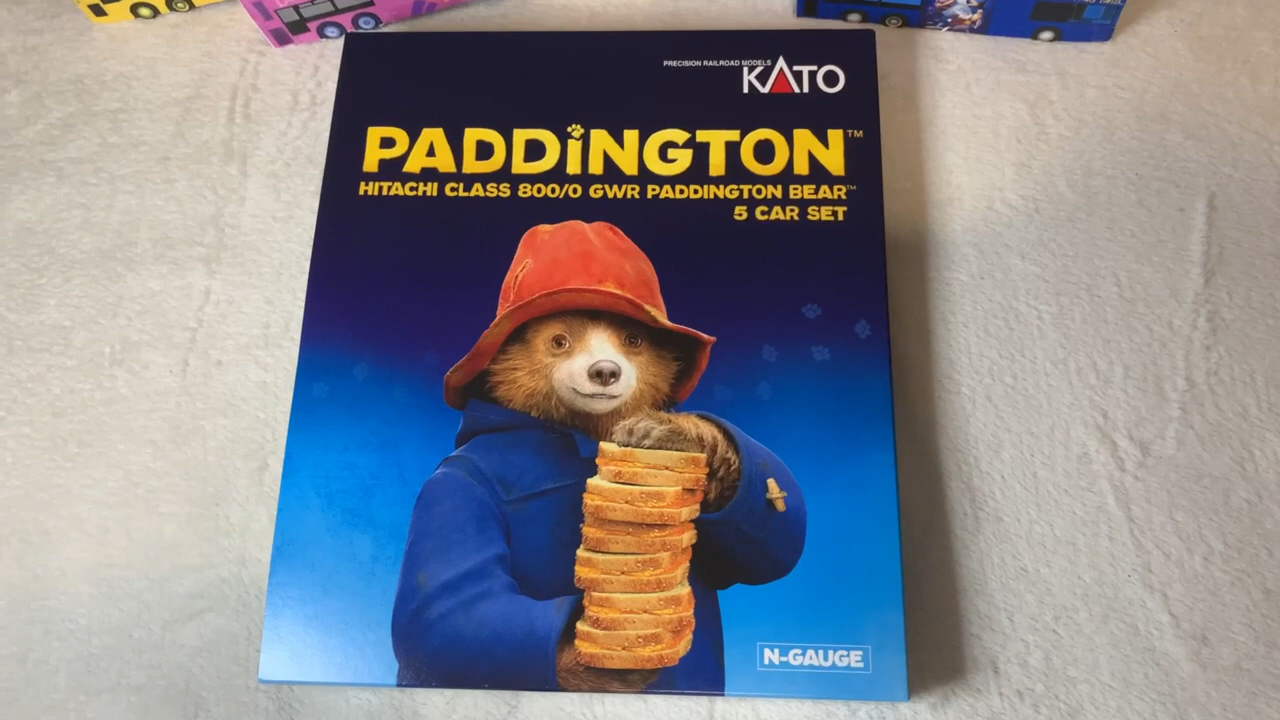 PRECISION RAILROAD MODELS
KATO
PADDINGTON™
HITACHI CLASS 800/0 GWR PADDINGTON BEAR™
5 CAR SET
N-GAUGE